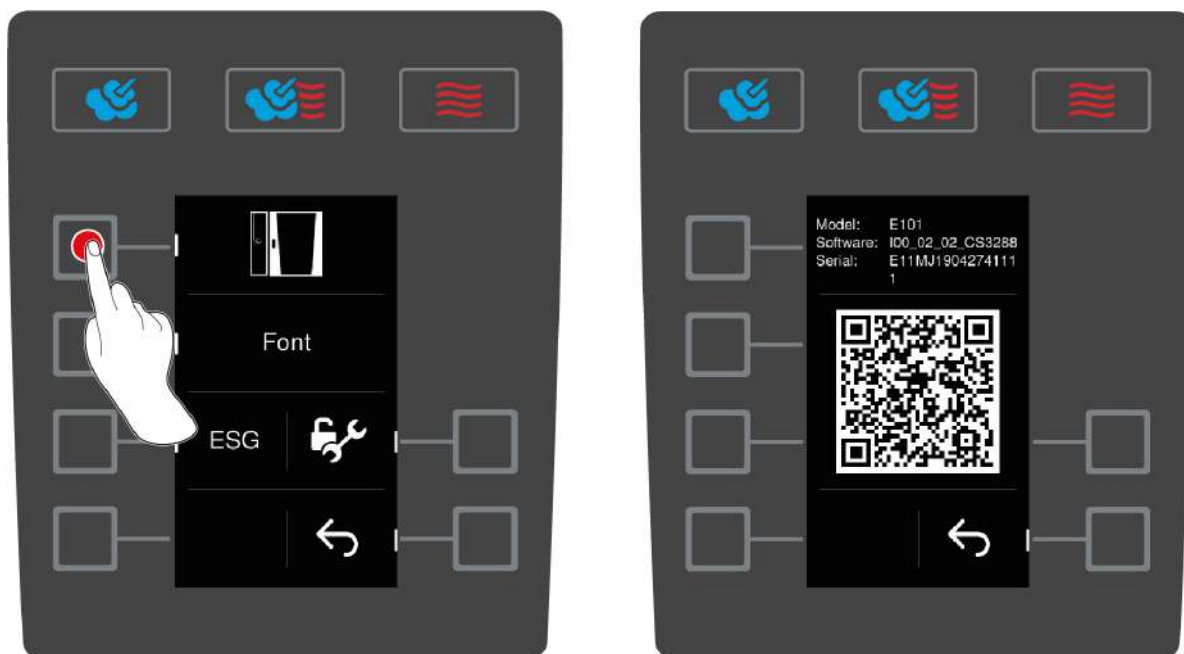 Font
ESG
Model: E101
Software: I00_02_02_CS3288
Serial: E11MJ1904274111
1